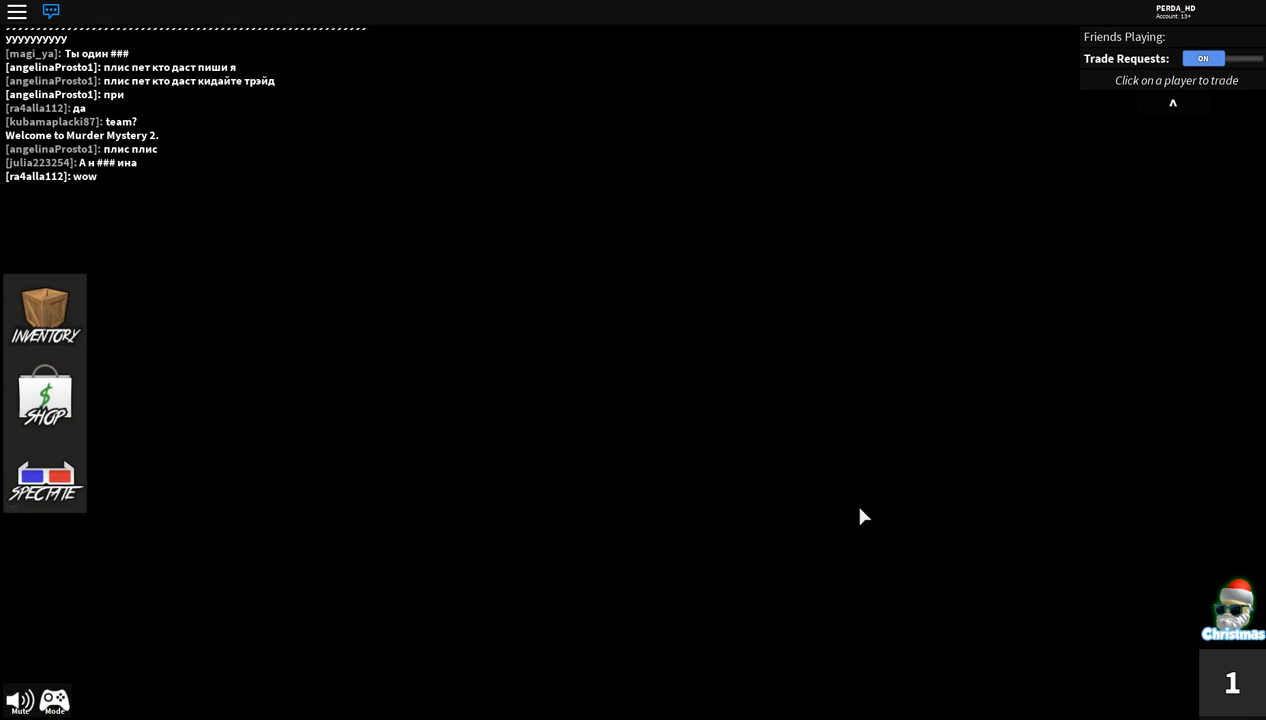 PERDA_HD
Account: 13+
уууууууууу
[magi_ya]: Ты один ###
[angelinaProsto1]: плис пет кто даст пиши я
[angelinaProsto1]: плис пет кто даст кидайте трэйд
[angelinaProsto1]: при
[ra4alla112]: да
[kubamaplacki87]: team?
Welcome to Murder Mystery 2.
[angelinaProsto1]: плис плис
[julia223254]: А н ### ина
[ra4alla112]: wow
Friends Playing:
Trade Requests: ON
Click on a player to trade
INVENTORY
$
SHOP
SPECTATE
Christmas
1
Mute Mode